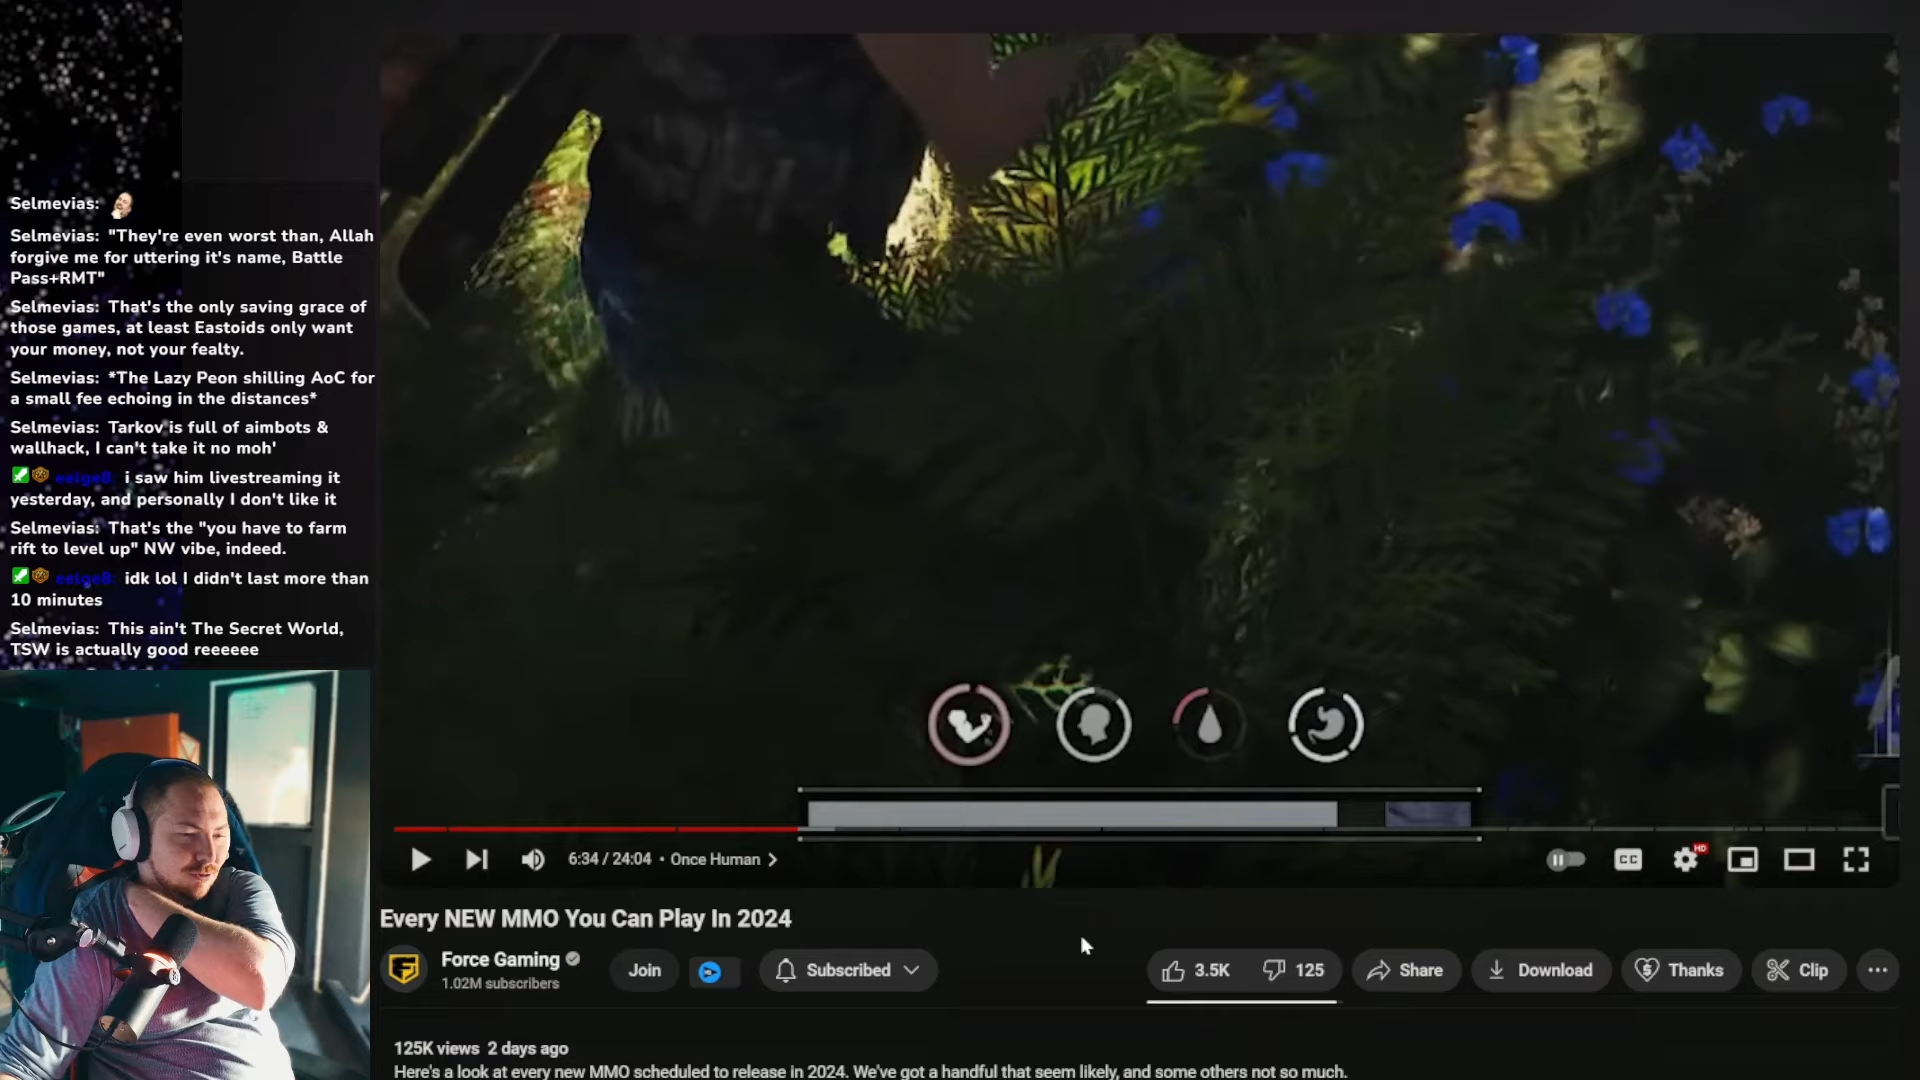 Selmevias:
Selmevias: "They're even worst than, Allah
forgive me for uttering it's name, Battle
Pass+RMT"
Selmevias: That's the only saving grace of
those games, at least Eastoids only want
your money, not your fealty.
Selmevias: *The Lazy Peon shilling AoC for
a small fee echoing in the distances*
Selmevias: Tarkov is full of aimbots &
wallhack, I can't take it no moh'
eelge8: i saw him livestreaming it
yesterday, and personally I don't like it
Selmevias: That's the "you have to farm
rift to level up" NW vibe, indeed.
eelge8: idk lol I didn't last more than
10 minutes
Selmevias: This ain't The Secret World,
TSW is actually good reeeeee
6:34 / 24:04 • Once Human
CC
HD
Every NEW MMO You Can Play In 2024
Force Gaming
1.02M subscribers
Join
Subscribed
3.5K
125
Share
Download
Thanks
Clip
125K views 2 days ago
Here's a look at every new MMO scheduled to release in 2024. We've got a handful that seem likely, and some others not so much.